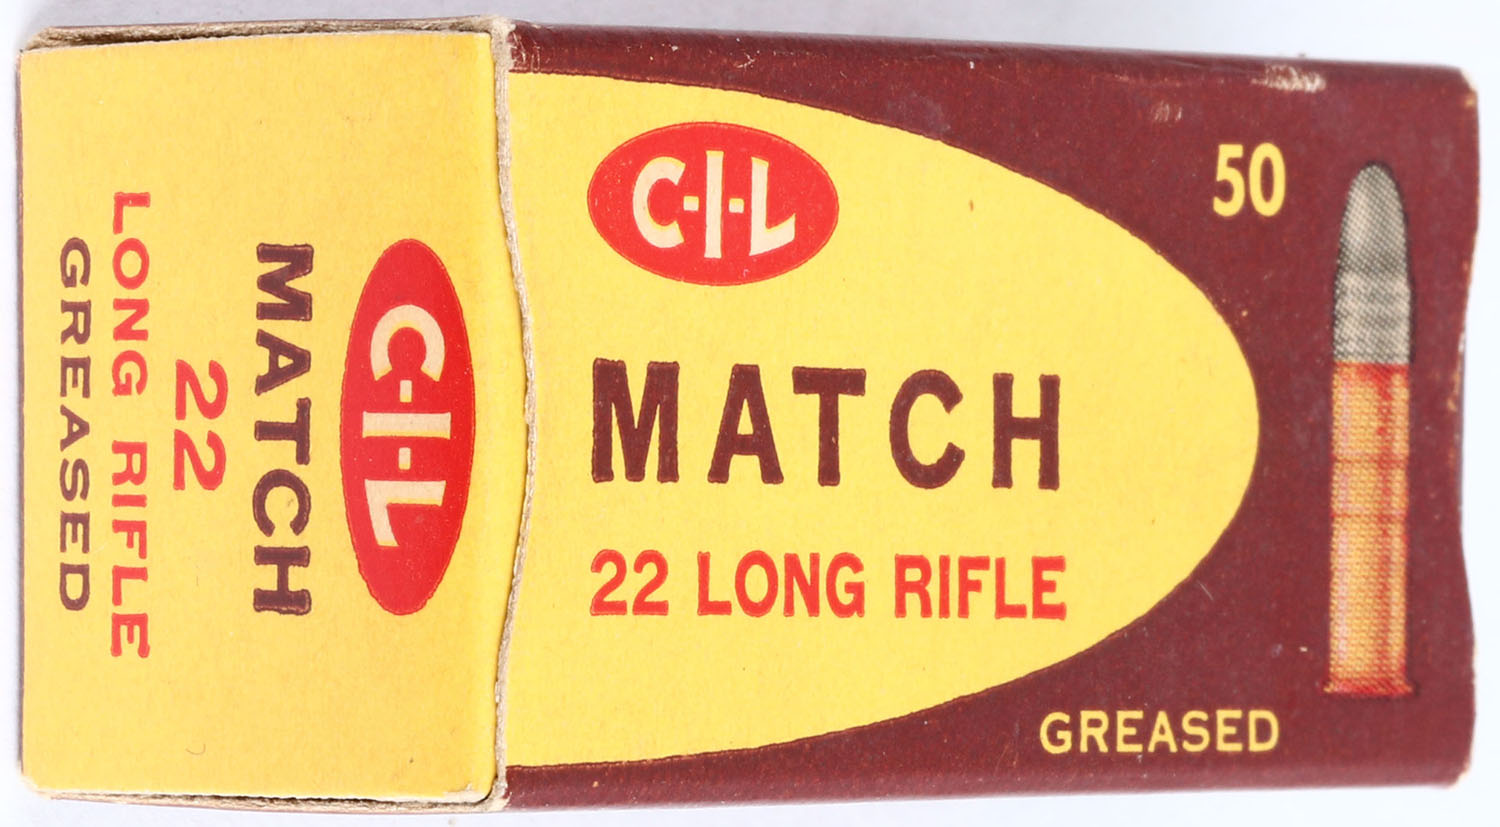 C-I-L
MATCH
22
LONG RIFLE
GREASED
C-I-L
MATCH
22 LONG RIFLE
50
GREASED